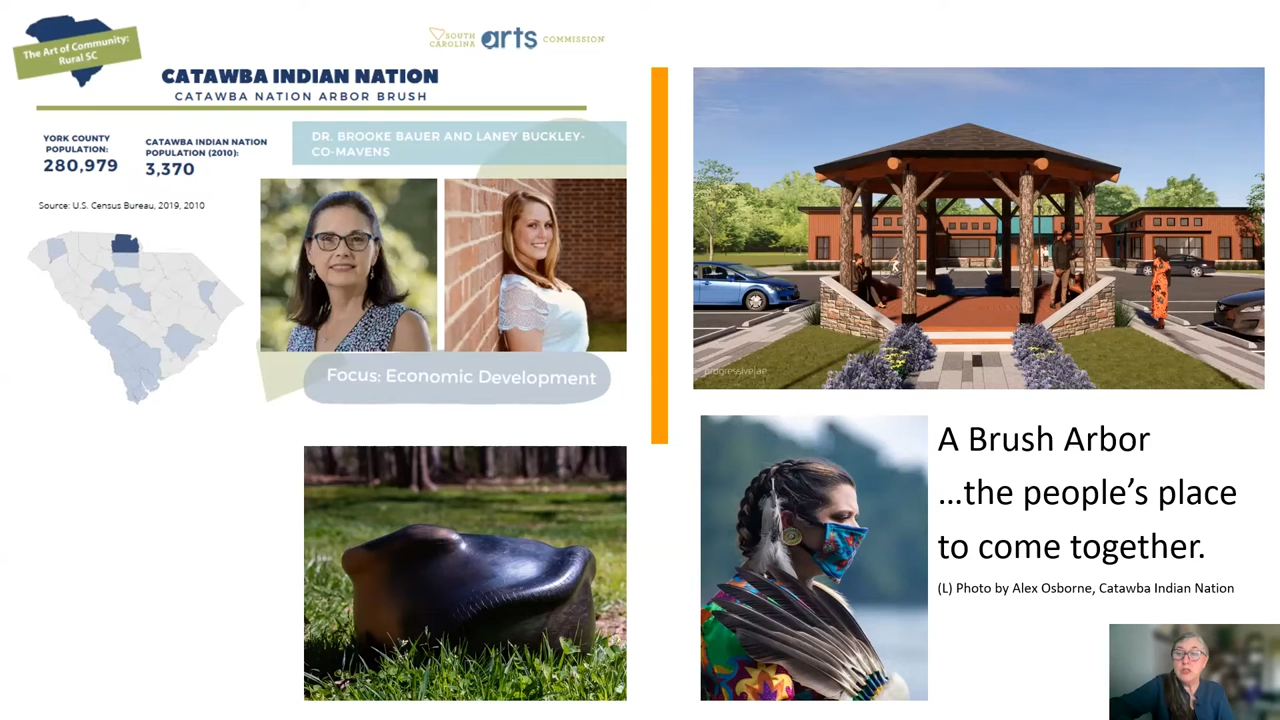 The Art of Community:
Rural SC
SOUTH
CAROLINA
arts
COMMISSION
CATAWBA INDIAN NATION
CATAWBA NATION ARBOR BRUSH
YORK COUNTY
POPULATION:
280,979
CATAWBA INDIAN NATION
POPULATION (2010):
3,370
DR. BROOKE BAUER AND LANEY BUCKLEY-
CO-MAVENS
Source: U.S. Census Bureau, 2019, 2010
Focus: Economic Development
© progressive|ae
A Brush Arbor
...the people's place
to come together.
(L) Photo by Alex Osborne, Catawba Indian Nation